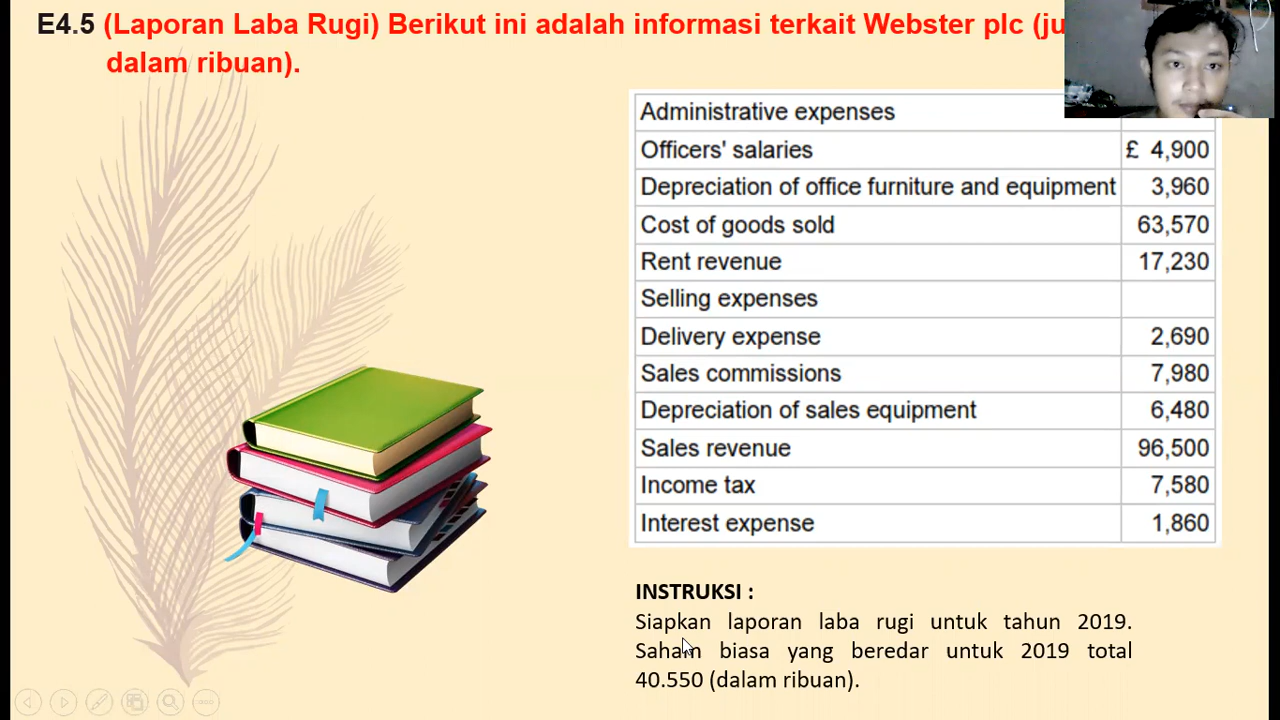 E4.5 (Laporan Laba Rugi) Berikut ini adalah informasi terkait Webster plc
dalam ribuan).
Administrative expenses
Officers' salaries £ 4,900
Depreciation of office furniture and equipment 3,960
Cost of goods sold 63,570
Rent revenue 17,230
Selling expenses
Delivery expense 2,690
Sales commissions 7,980
Depreciation of sales equipment 6,480
Sales revenue 96,500
Income tax 7,580
Interest expense 1,860
INSTRUKSI :
Siapkan laporan laba rugi untuk tahun 2019.
Saham biasa yang beredar untuk 2019 total
40.550 (dalam ribuan).